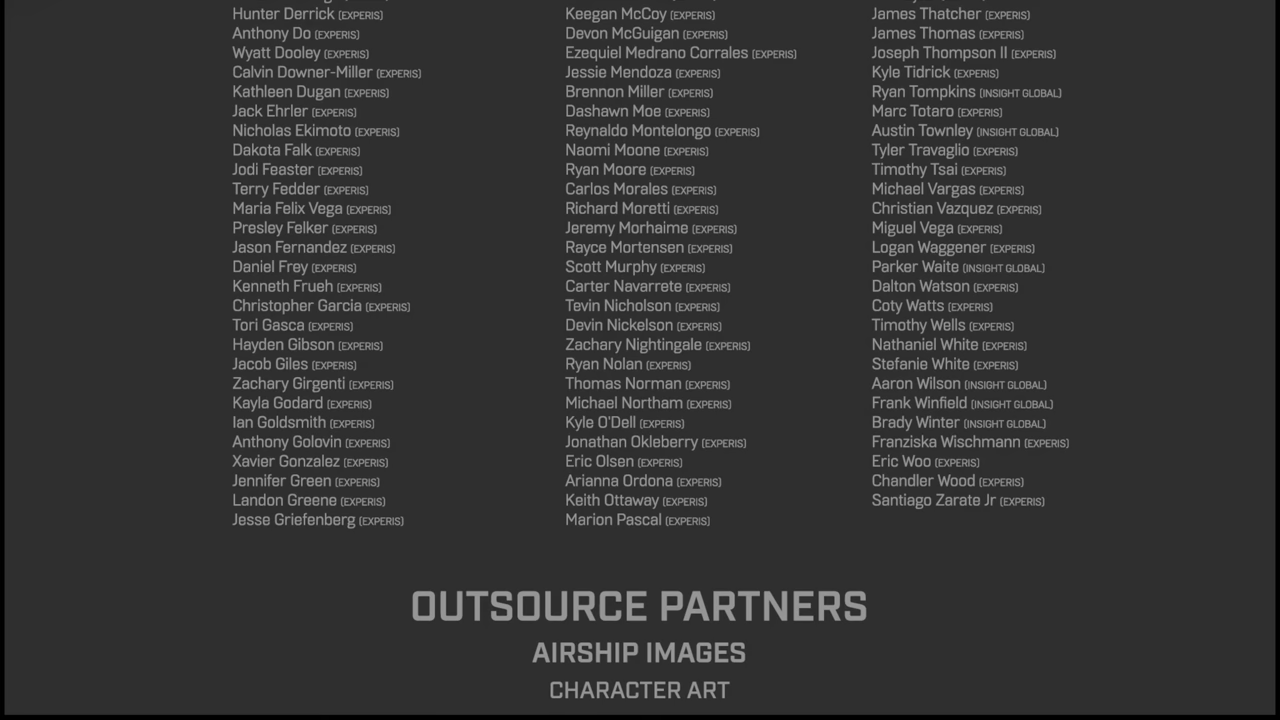 Hunter Derrick (EXPERIS)
Anthony Do (EXPERIS)
Wyatt Dooley (EXPERIS)
Calvin Downer-Miller (EXPERIS)
Kathleen Dugan (EXPERIS)
Jack Ehrler (EXPERIS)
Nicholas Ekimoto (EXPERIS)
Dakota Falk (EXPERIS)
Jodi Feaster (EXPERIS)
Terry Fedder (EXPERIS)
Maria Felix Vega (EXPERIS)
Presley Felker (EXPERIS)
Jason Fernandez (EXPERIS)
Daniel Frey (EXPERIS)
Kenneth Frueh (EXPERIS)
Christopher Garcia (EXPERIS)
Tori Gasca (EXPERIS)
Hayden Gibson (EXPERIS)
Jacob Giles (EXPERIS)
Zachary Girgenti (EXPERIS)
Kayla Godard (EXPERIS)
Ian Goldsmith (EXPERIS)
Anthony Golovin (EXPERIS)
Xavier Gonzalez (EXPERIS)
Jennifer Green (EXPERIS)
Landon Greene (EXPERIS)
Jesse Griefenberg (EXPERIS)
Keegan McCoy (EXPERIS)
Devon McGuigan (EXPERIS)
Ezequiel Medrano Corrales (EXPERIS)
Jessie Mendoza (EXPERIS)
Brennon Miller (EXPERIS)
Dashawn Moe (EXPERIS)
Reynaldo Montelongo (EXPERIS)
Naomi Moone (EXPERIS)
Ryan Moore (EXPERIS)
Carlos Morales (EXPERIS)
Richard Moretti (EXPERIS)
Jeremy Morhaime (EXPERIS)
Rayce Mortensen (EXPERIS)
Scott Murphy (EXPERIS)
Carter Navarrete (EXPERIS)
Tevin Nicholson (EXPERIS)
Devin Nickelson (EXPERIS)
Zachary Nightingale (EXPERIS)
Ryan Nolan (EXPERIS)
Thomas Norman (EXPERIS)
Michael Northam (EXPERIS)
Kyle O'Dell (EXPERIS)
Jonathan Okleberry (EXPERIS)
Eric Olsen (EXPERIS)
Arianna Ordona (EXPERIS)
Keith Ottaway (EXPERIS)
Marion Pascal (EXPERIS)
James Thatcher (EXPERIS)
James Thomas (EXPERIS)
Joseph Thompson II (EXPERIS)
Kyle Tidrick (EXPERIS)
Ryan Tompkins (INSIGHT GLOBAL)
Marc Totaro (EXPERIS)
Austin Townley (INSIGHT GLOBAL)
Tyler Travaglio (EXPERIS)
Timothy Tsai (EXPERIS)
Michael Vargas (EXPERIS)
Christian Vazquez (EXPERIS)
Miguel Vega (EXPERIS)
Logan Waggener (EXPERIS)
Parker Waite (INSIGHT GLOBAL)
Dalton Watson (EXPERIS)
Coty Watts (EXPERIS)
Timothy Wells (EXPERIS)
Nathaniel White (EXPERIS)
Stefanie White (EXPERIS)
Aaron Wilson (INSIGHT GLOBAL)
Frank Winfield (INSIGHT GLOBAL)
Brady Winter (INSIGHT GLOBAL)
Franziska Wischmann (EXPERIS)
Eric Woo (EXPERIS)
Chandler Wood (EXPERIS)
Santiago Zarate Jr (EXPERIS)
OUTSOURCE PARTNERS
AIRSHIP IMAGES
CHARACTER ART